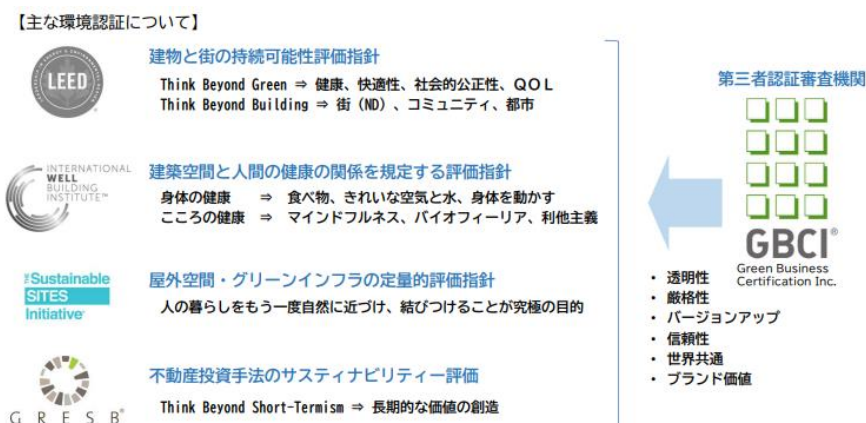 【主な環境認証について】
LEED
建物と街の持続可能性評価指針
Think Beyond Green ⇒ 健康、快適性、社会的公正性、QOL
Think Beyond Building ⇒ 街（ND）、コミュニティ、都市
INTERNATIONAL
WELL
BUILDING
INSTITUTE™
建築空間と人間の健康の関係を規定する評価指針
身体の健康 ⇒ 食べ物、きれいな空気と水、身体を動かす
こころの健康 ⇒ マインドフルネス、バイオフィーリア、利他主義
THE Sustainable
SITES
Initiative
屋外空間・グリーンインフラの定量的評価指針
人の暮らしをもう一度自然に近づけ、結びつけることが究極の目的
GRESB®
不動産投資手法のサスティナビリティー評価
Think Beyond Short-Termism ⇒ 長期的な価値の創造
第三者認証審査機関
GBCI®
Green Business
Certification Inc.
・ 透明性
・ 厳格性
・ バージョンアップ
・ 信頼性
・ 世界共通
・ ブランド価値